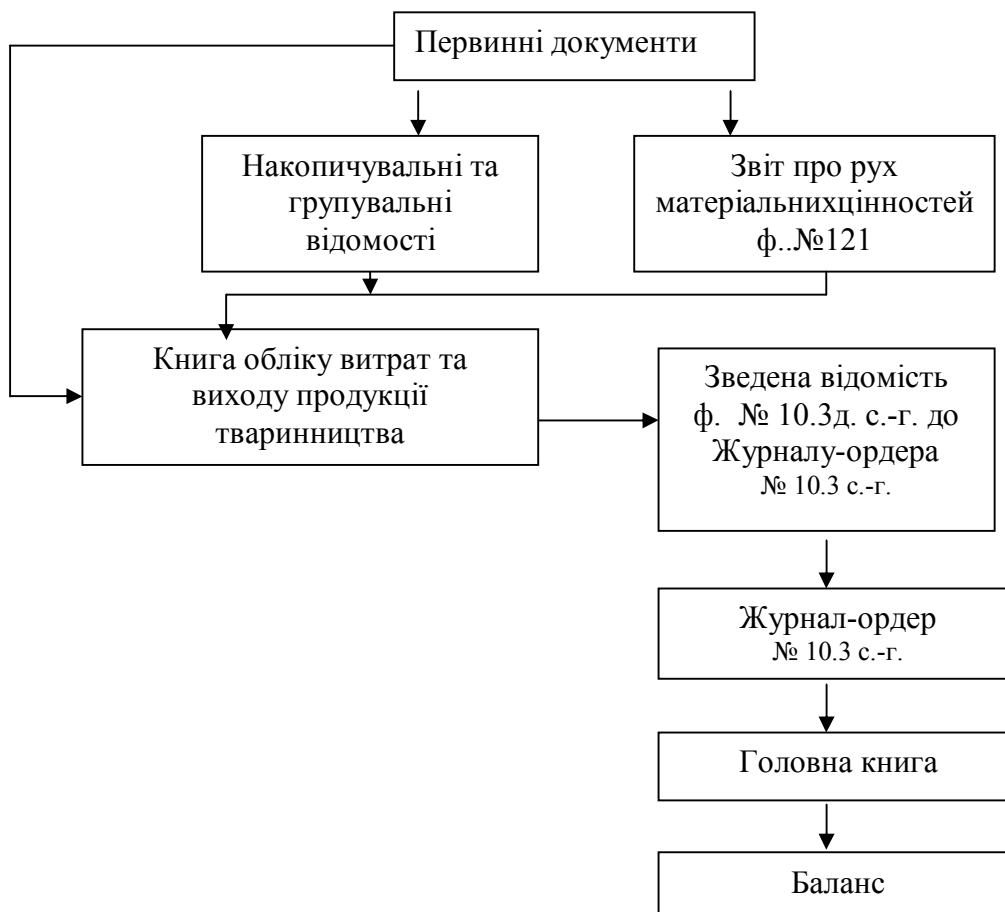 Первинні документи
Накопичувальні та
групувальні
відомості
Звіт про рух
матеріальнихцінностей
ф..№121
Книга обліку витрат та
виходу продукції
тваринництва
Зведена відомість
ф. № 10.3д. с.-г. до
Журналу-ордера
№ 10.3 с.-г.
Журнал-ордер
№ 10.3 с.-г.
Головна книга
Баланс